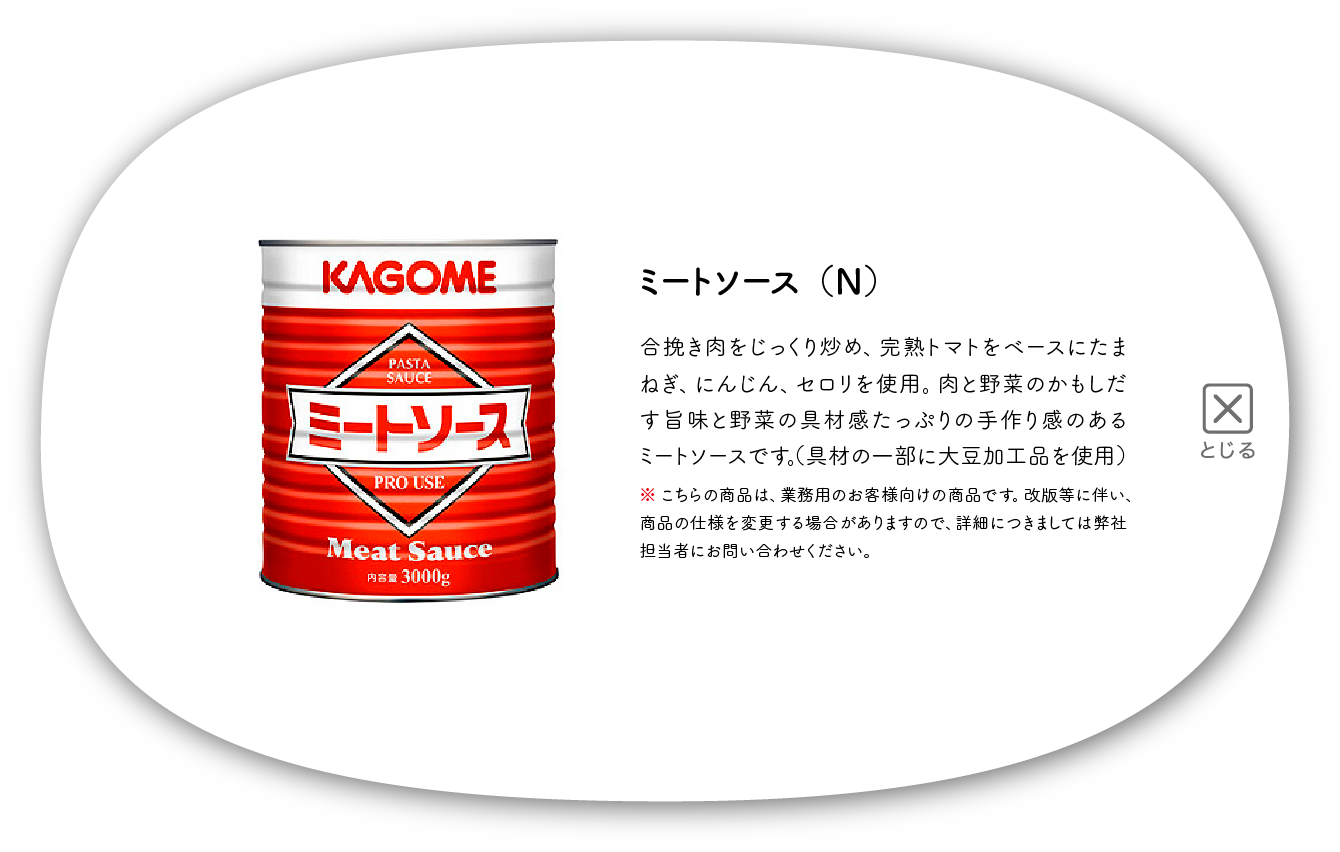 KAGOME
PASTA
SAUCE
ミートソース
PRO USE
Meat Sauce
内容量 3000g
ミートソース（N）
合挽き肉をじっくり炒め、完熟トマトをベースにたま
ねぎ、にんじん、セロリを使用。肉と野菜のかもしだ
す旨味と野菜の具材感たっぷりの手作り感のある
ミートソースです。（具材の一部に大豆加工品を使用）
※ こちらの商品は、業務用のお客様向けの商品です。改版等に伴い、
商品の仕様を変更する場合がありますので、詳細につきましては弊社
担当者にお問い合わせください。
とじる